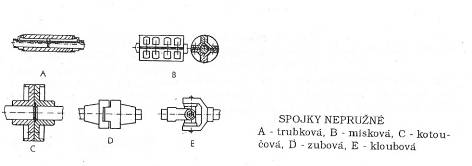 A
B
C
D
E
SPOJKY NEPRUŽNÉ
A - trubková, B - misková, C - kotou-
čová, D - zubová, E - kloubová